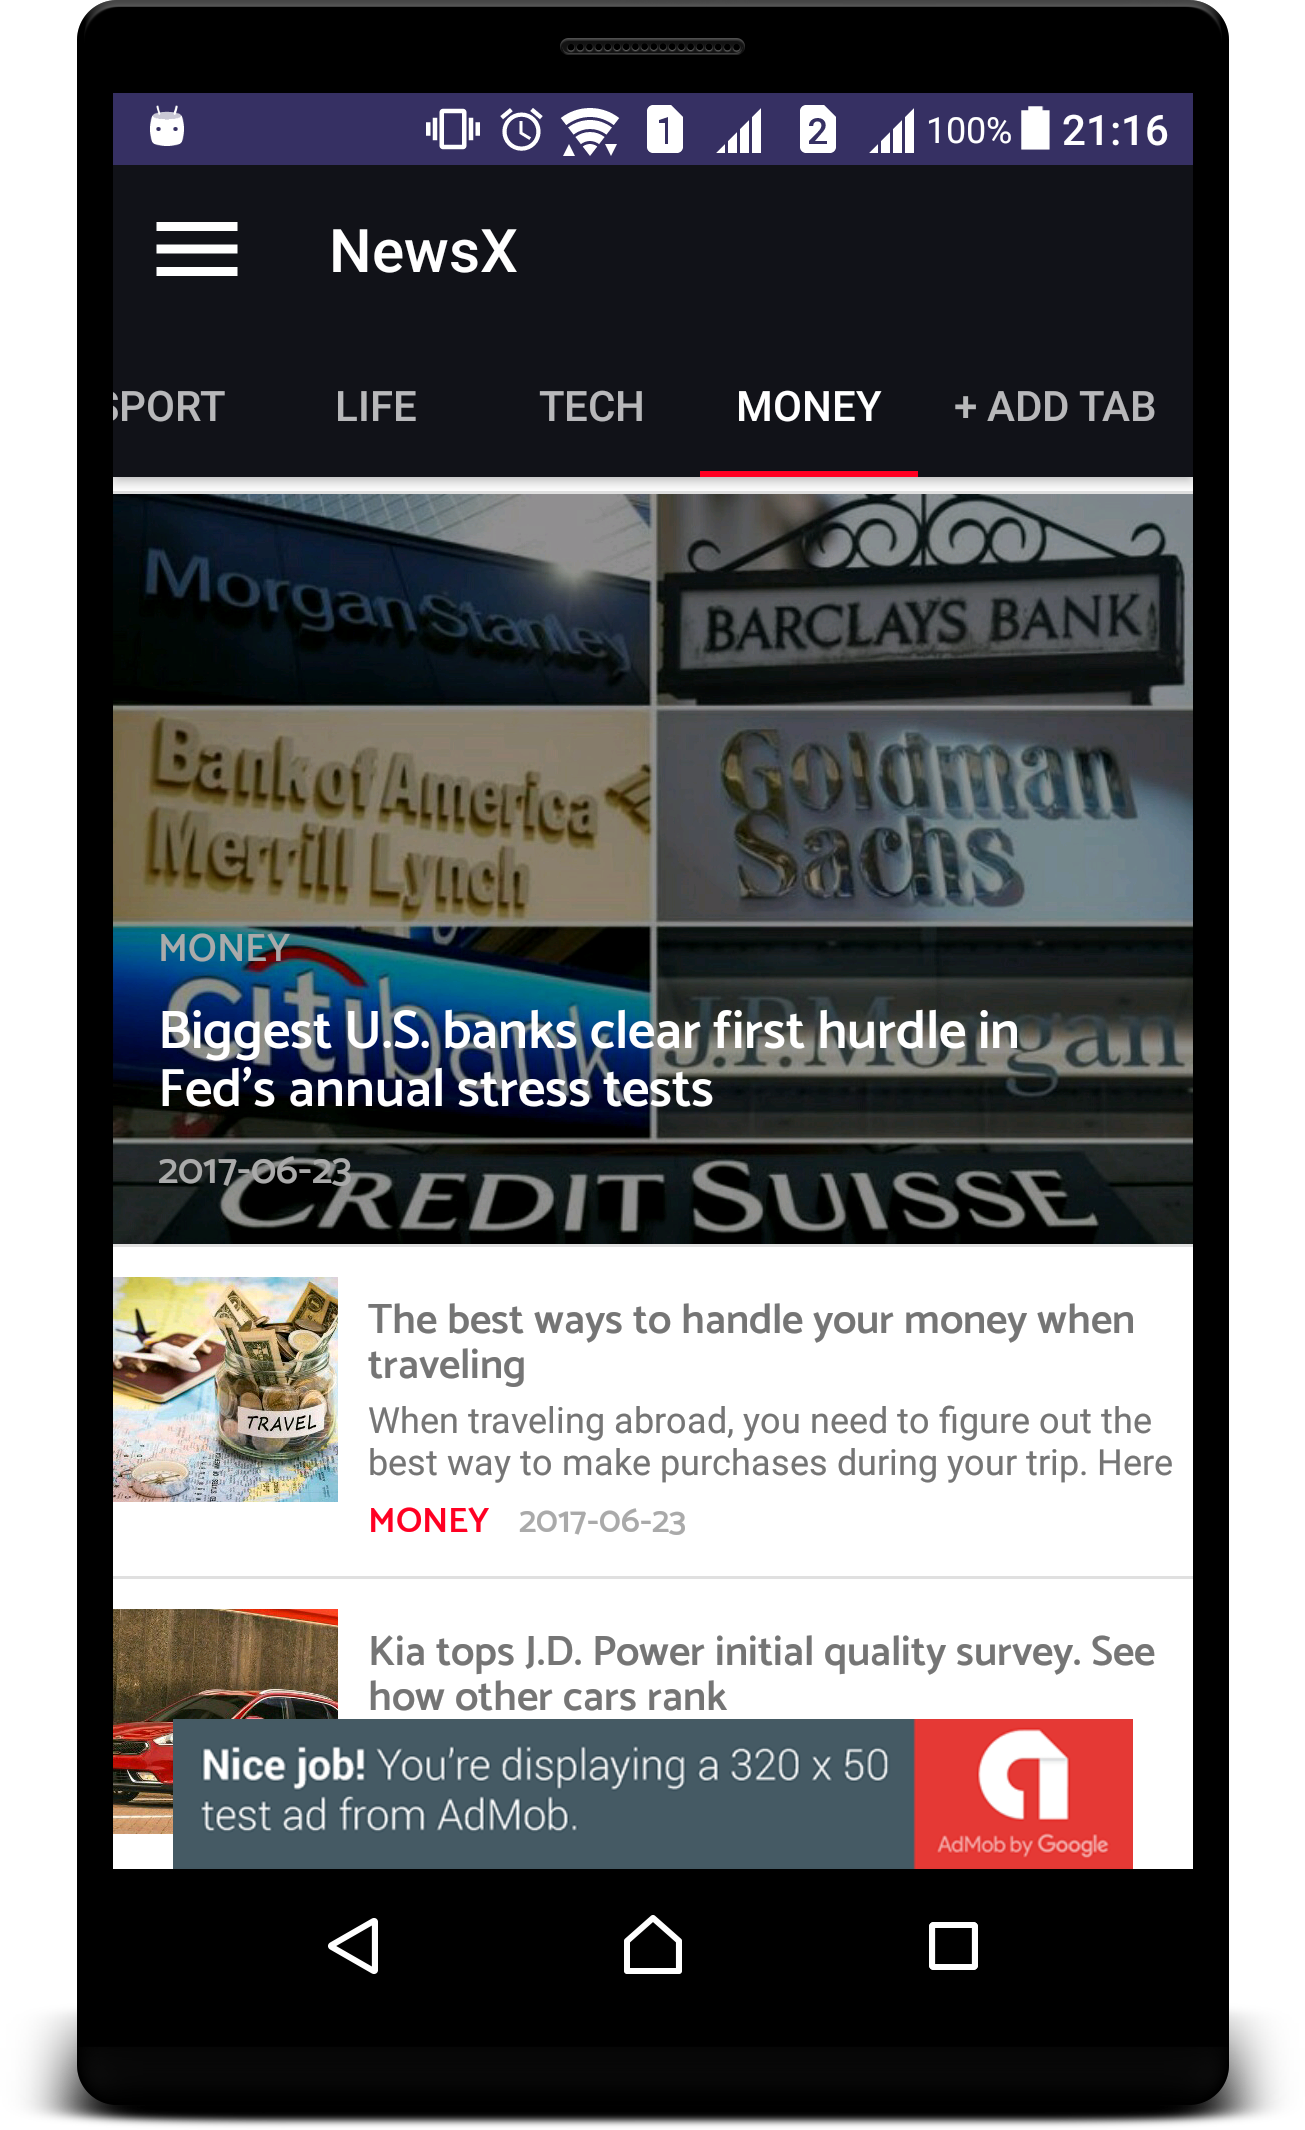 1 2 100% 21:16
NewsX
SPORT LIFE TECH MONEY + ADD TAB
Morgan Stanley
BARCLAYS BANK
Bank of America
Merrill Lynch
Goldman
Sachs
MONEY
citibank
J.P.Morgan
Biggest U.S. banks clear first hurdle in
Fed's annual stress tests
2017-06-23
CREDIT SUISSE
TRAVEL
The best ways to handle your money when
traveling
When traveling abroad, you need to figure out the
best way to make purchases during your trip. Here
MONEY 2017-06-23
Kia tops J.D. Power initial quality survey. See
how other cars rank
Nice job! You're displaying a 320 x 50
test ad from AdMob.
AdMob by Google